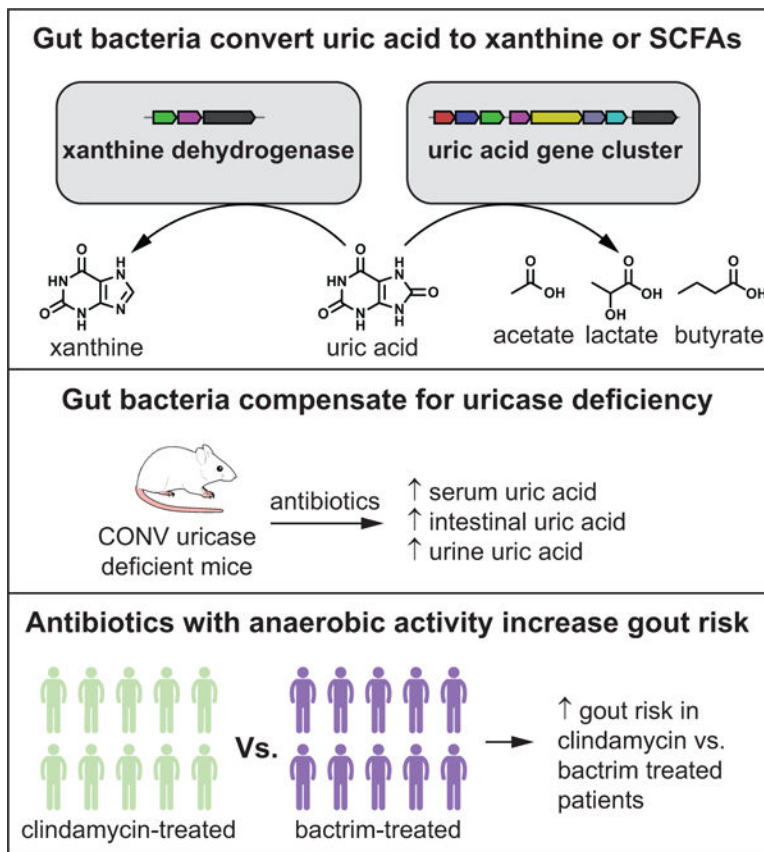 Gut bacteria convert uric acid to xanthine or SCFAs
xanthine dehydrogenase
uric acid gene cluster
O
HN
O
N
H
H
N
N
xanthine
O
HN
O
N
H
H
N
N
H
O
uric acid
O
OH
acetate
O
OH
OH
lactate
O
OH
butyrate
Gut bacteria compensate for uricase deficiency
CONV uricase
deficient mice
antibiotics
↑ serum uric acid
↑ intestinal uric acid
↑ urine uric acid
Antibiotics with anaerobic activity increase gout risk
clindamycin-treated
Vs.
bactrim-treated
↑ gout risk in
clindamycin vs.
bactrim treated
patients